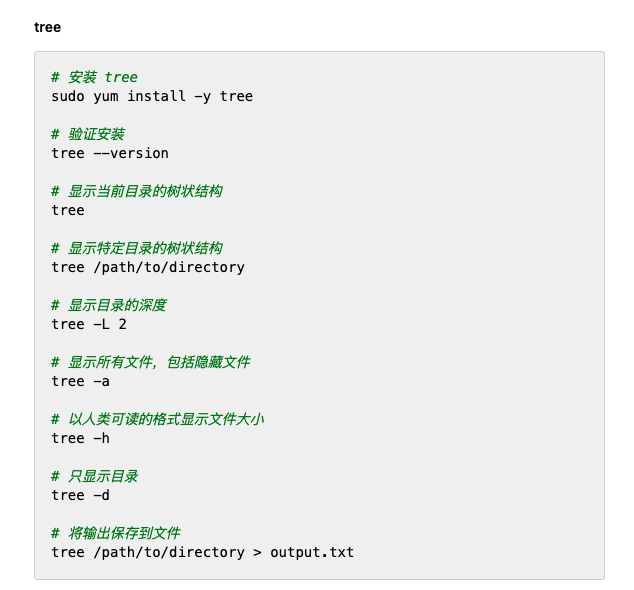 tree
# 安装 tree
sudo yum install -y tree
# 验证安装
tree --version
# 显示当前目录的树状结构
tree
# 显示特定目录的树状结构
tree /path/to/directory
# 显示目录的深度
tree -L 2
# 显示所有文件，包括隐藏文件
tree -a
# 以人类可读的格式显示文件大小
tree -h
# 只显示目录
tree -d
# 将输出保存到文件
tree /path/to/directory > output.txt